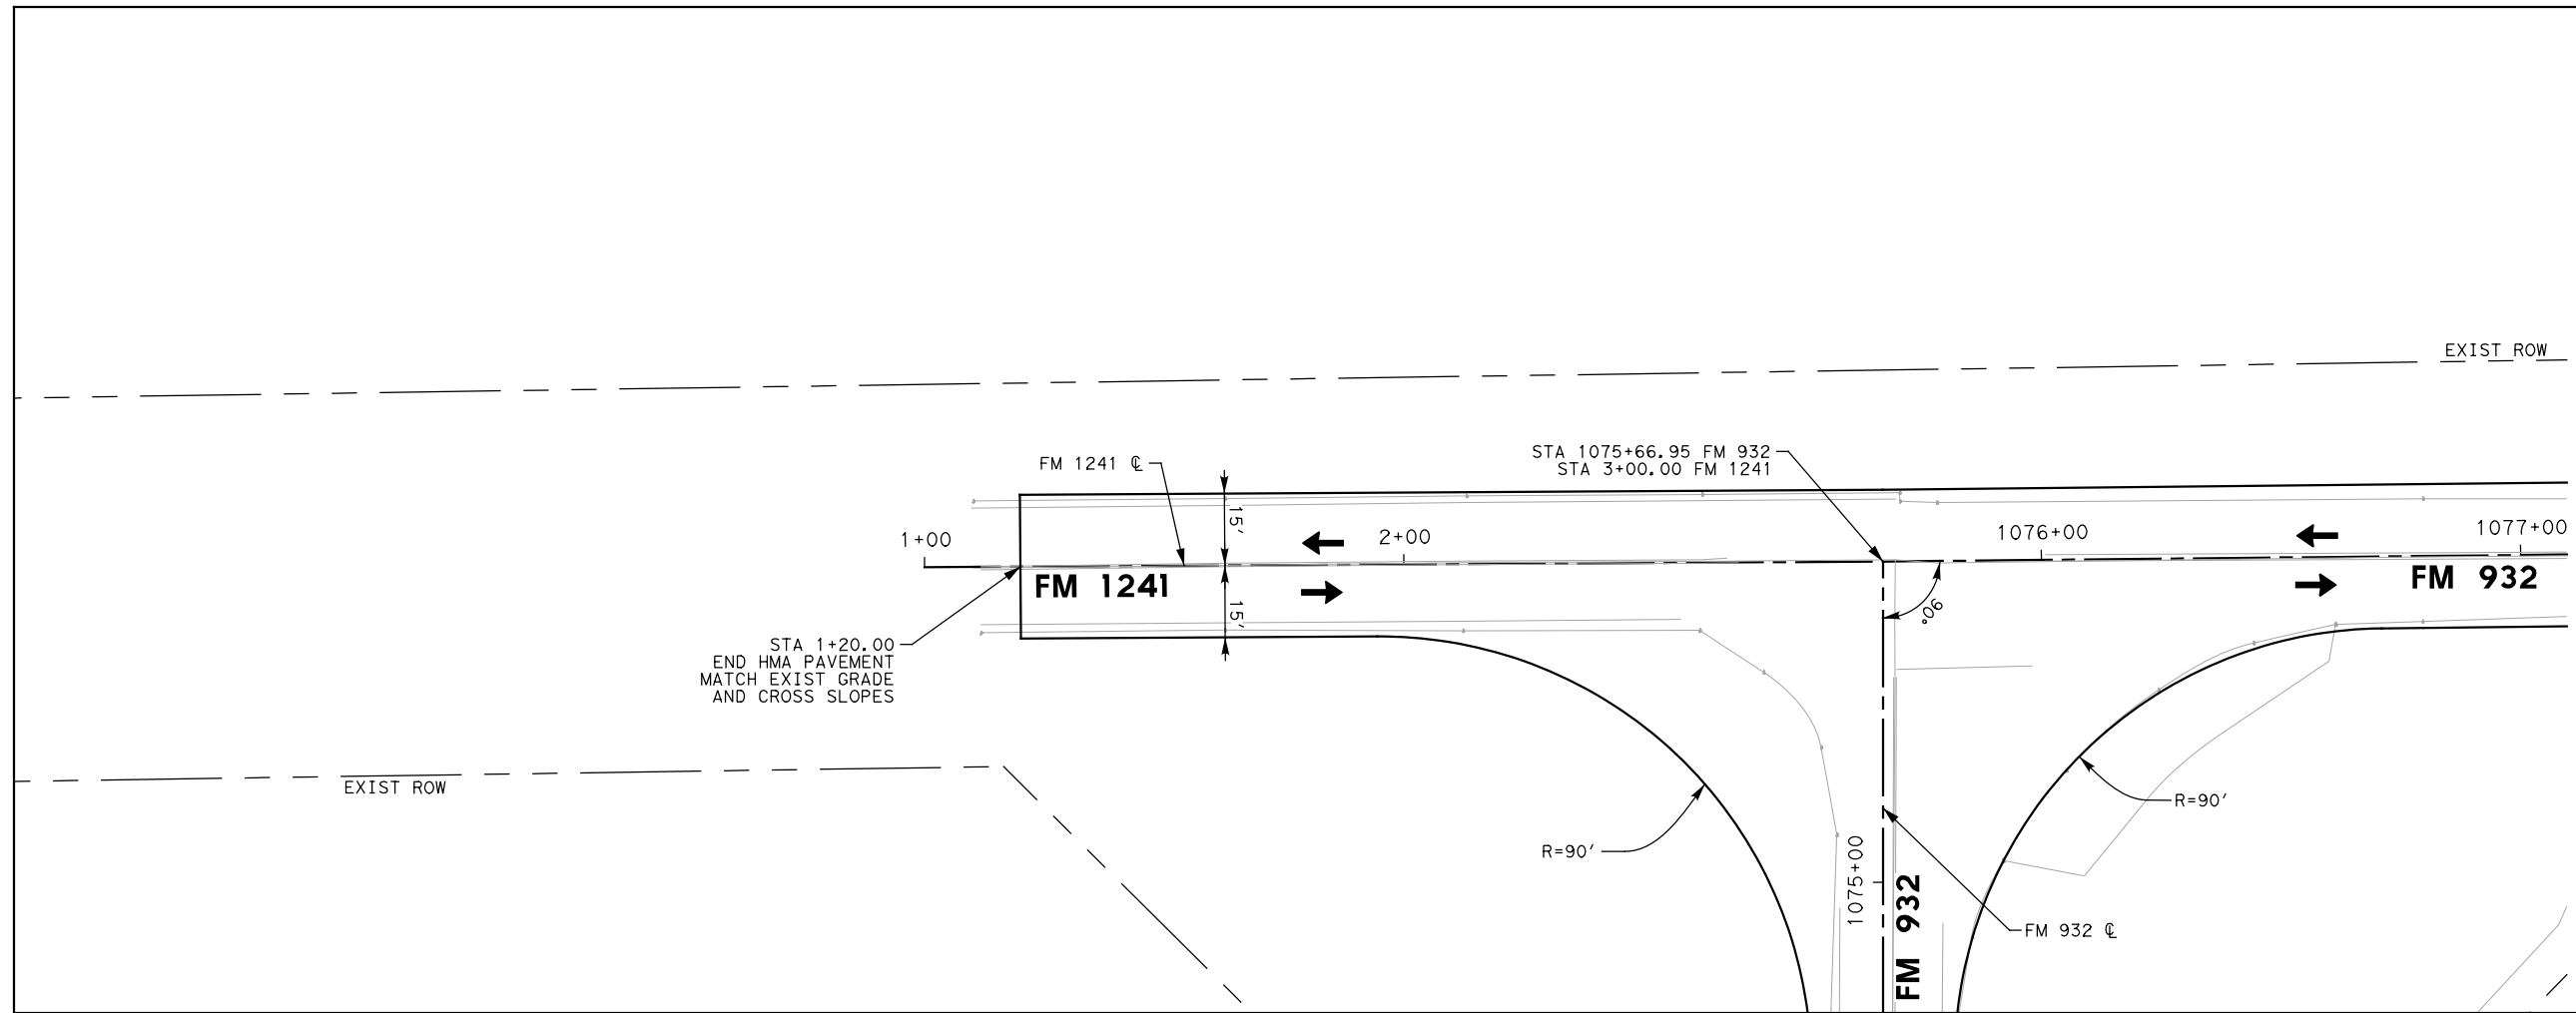 EXIST ROW
STA 1075+66.95 FM 932
STA 3+00.00 FM 1241
FM 1241 ℄
15'
1+00
2+00
1076+00
1077+00
FM 1241
FM 932
15'
90°
STA 1+20.00
END HMA PAVEMENT
MATCH EXIST GRADE
AND CROSS SLOPES
EXIST ROW
R=90'
R=90'
1075+00
FM 932
FM 932 ℄